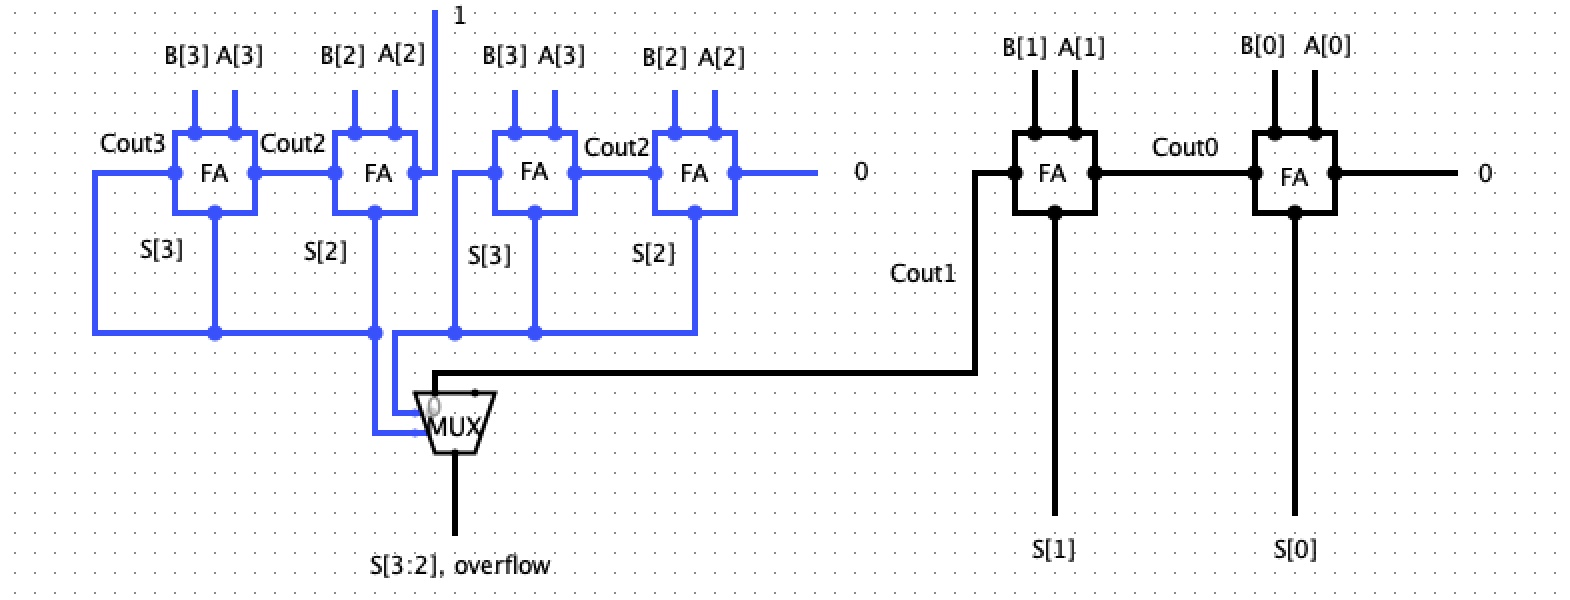 1
B[3] A[3] B[2] A[2] B[3] A[3] B[2] A[2] B[1] A[1] B[0] A[0]
Cout3 Cout2 Cout2 Cout0
FA FA FA FA 0 FA FA 0
S[3] S[2] S[3] S[2] Cout1
0
MUX
S[1] S[0]
S[3:2], overflow